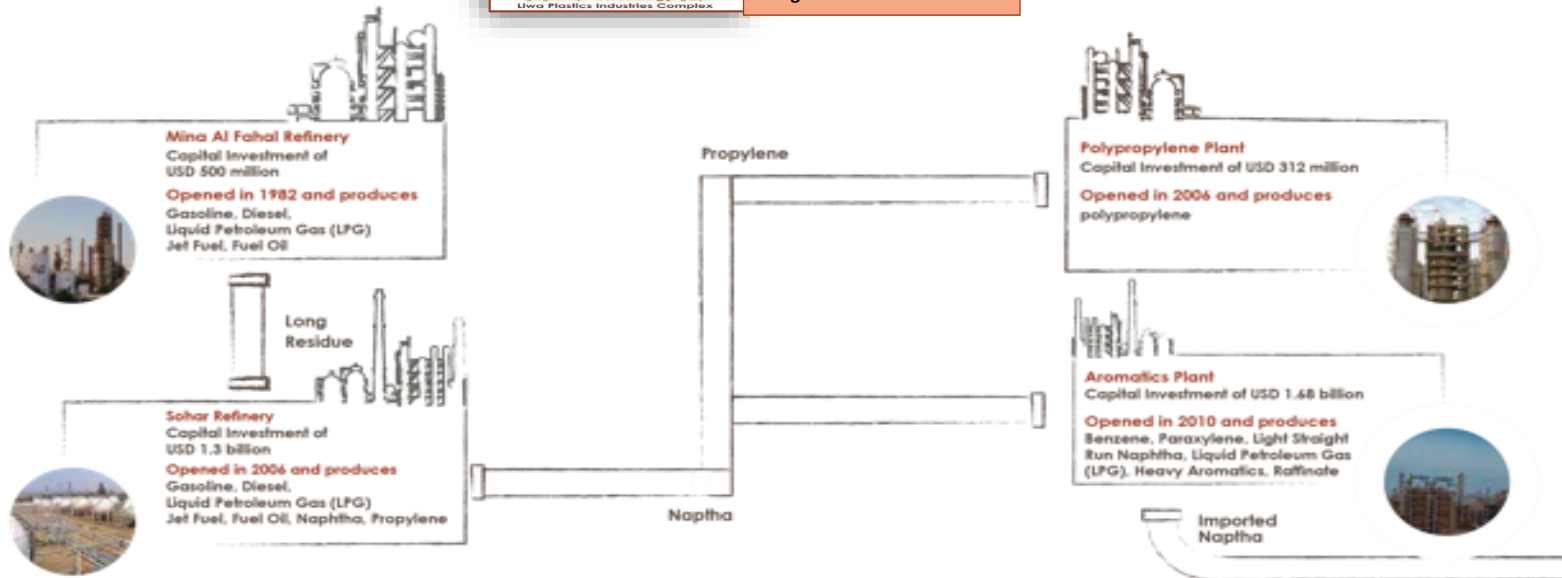 Liwa Plastics Industries Complex
Mina Al Fahal Refinery
Capital Investment of
USD 500 million
Opened in 1982 and produces
Gasoline, Diesel,
Liquid Petroleum Gas (LPG)
Jet Fuel, Fuel Oil
Long
Residue
Sohar Refinery
Capital Investment of
USD 1.3 billion
Opened in 2006 and produces
Gasoline, Diesel,
Liquid Petroleum Gas (LPG)
Jet Fuel, Fuel Oil, Naphtha, Propylene
Propylene
Naptha
Polypropylene Plant
Capital Investment of USD 312 million
Opened in 2006 and produces
polypropylene
Aromatics Plant
Capital Investment of USD 1.68 billion
Opened in 2010 and produces
Benzene, Paraxylene, Light Straight
Run Naphtha, Liquid Petroleum Gas
(LPG), Heavy Aromatics, Raffinate
Imported
Naptha